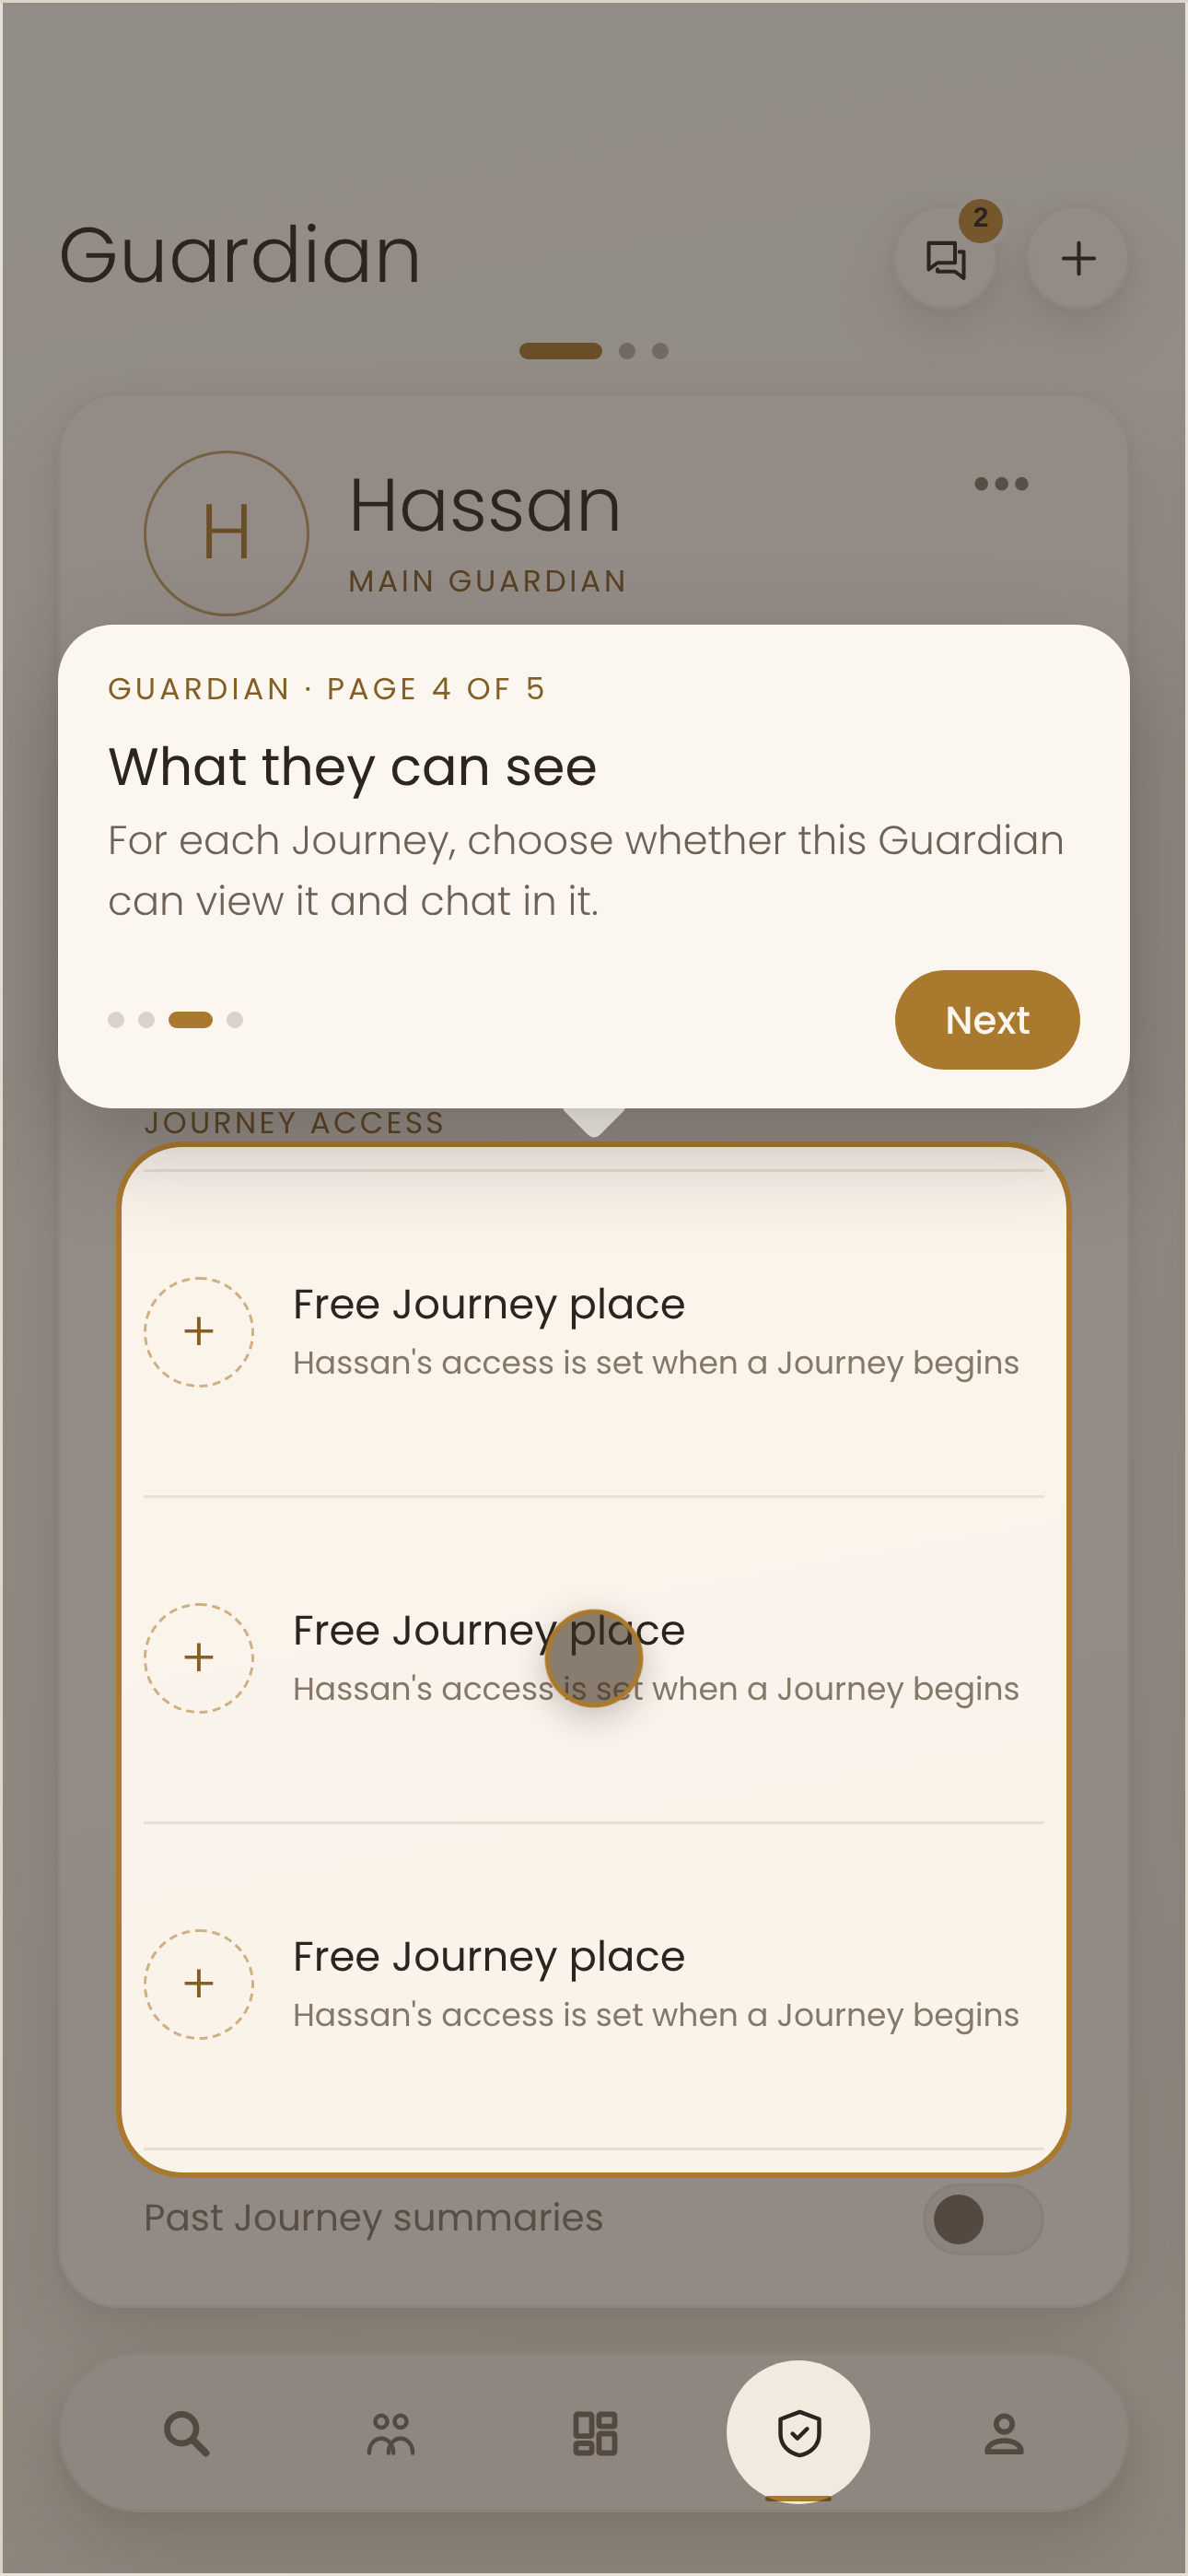 Guardian
2
H
Hassan
MAIN GUARDIAN
GUARDIAN · PAGE 4 OF 5
What they can see
For each Journey, choose whether this Guardian
can view it and chat in it.
Next
JOURNEY ACCESS
Free Journey place
Hassan's access is set when a Journey begins
Free Journey place
Hassan's access is set when a Journey begins
Free Journey place
Hassan's access is set when a Journey begins
Past Journey summaries